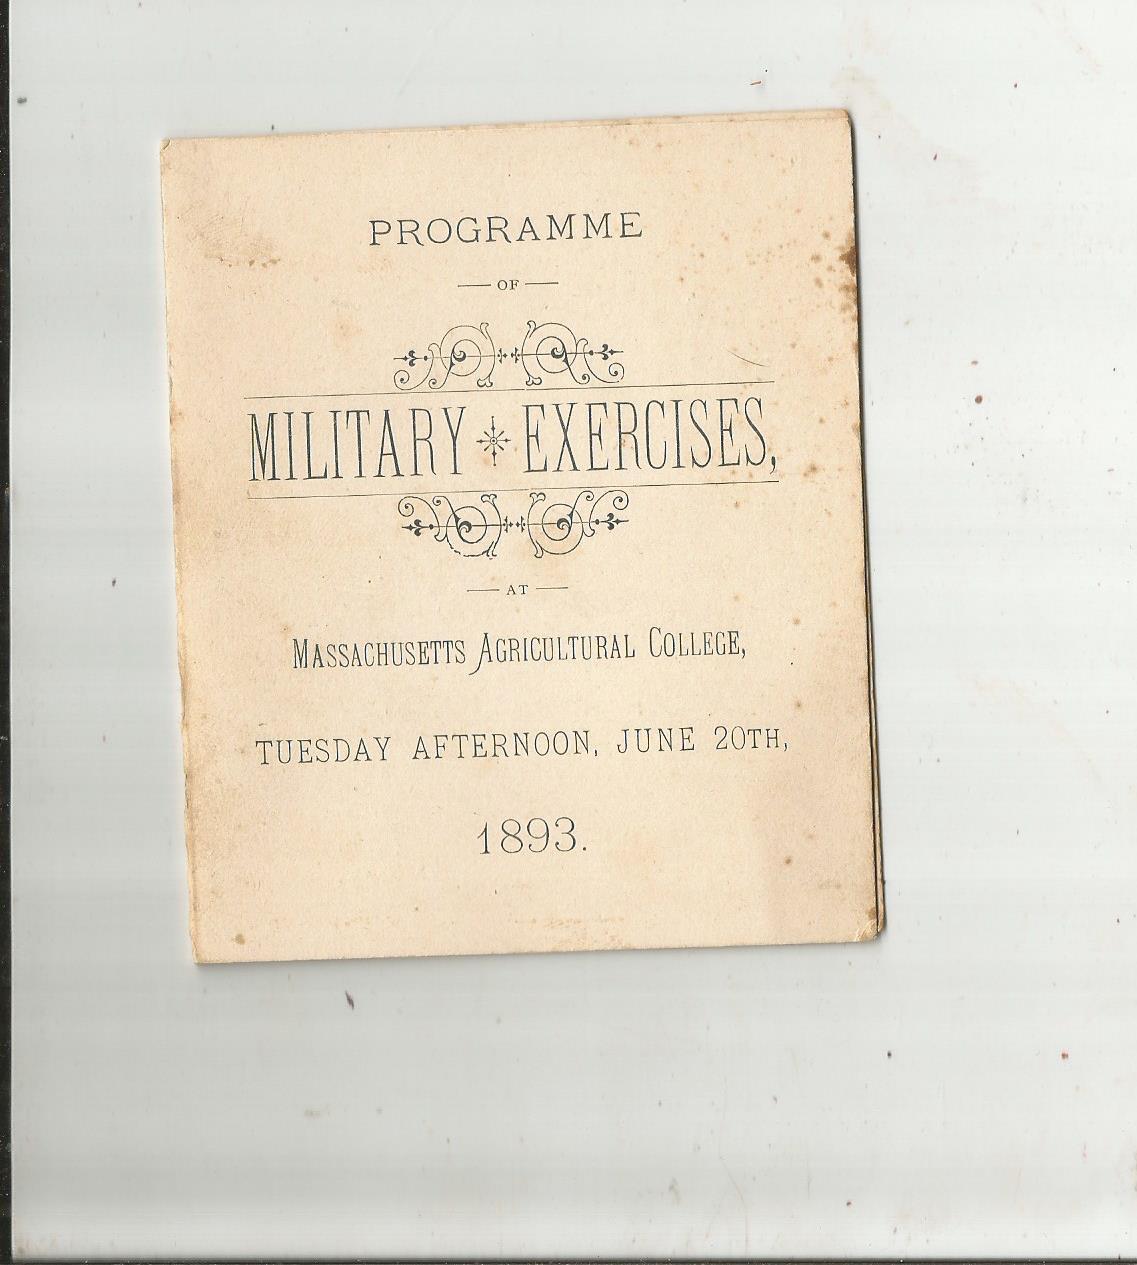 PROGRAMME
— OF —
MILITARY EXERCISES,
— AT —
MASSACHUSETTS AGRICULTURAL COLLEGE,
TUESDAY AFTERNOON, JUNE 20TH,
1893.